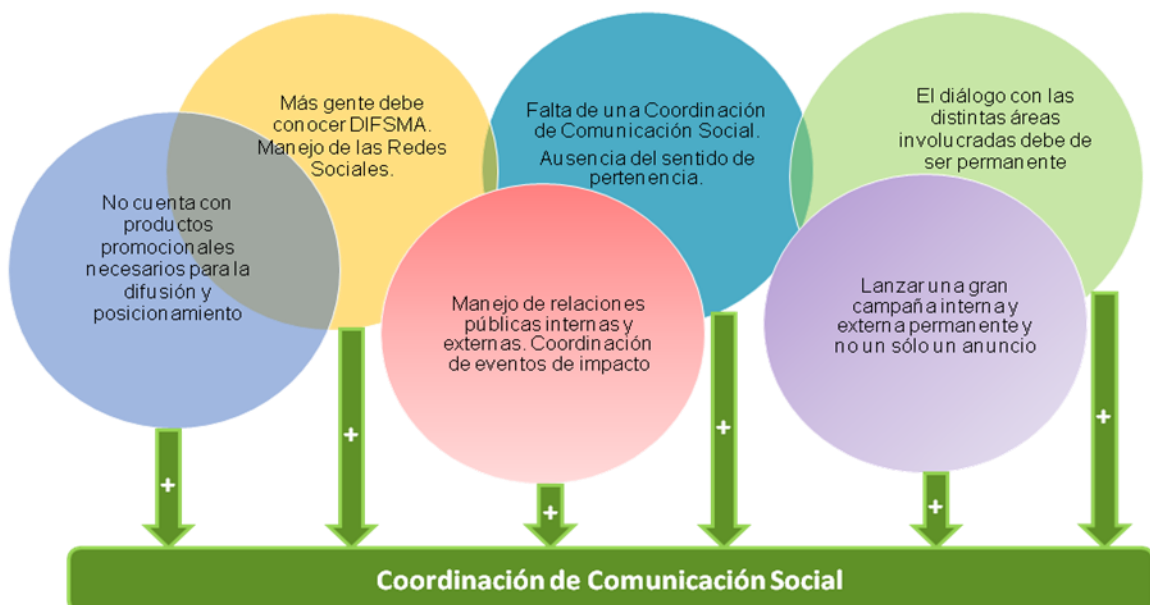 No cuenta con
productos
promocionales
necesarios para la
difusión y
posicionamiento
Más gente debe
conocer DIFSMA.
Manejo de las Redes
Sociales.
Manejo de relaciones
públicas internas y
externas. Coordinación
de eventos de impacto
Falta de una Coordinación
de Comunicación Social.
Ausencia del sentido de
pertenencia.
Lanzar una gran
campaña interna y
externa permanente y
no un sólo un anuncio
El diálogo con las
distintas áreas
involucradas debe de
ser permanente
+
+
+
+
+
+
Coordinación de Comunicación Social